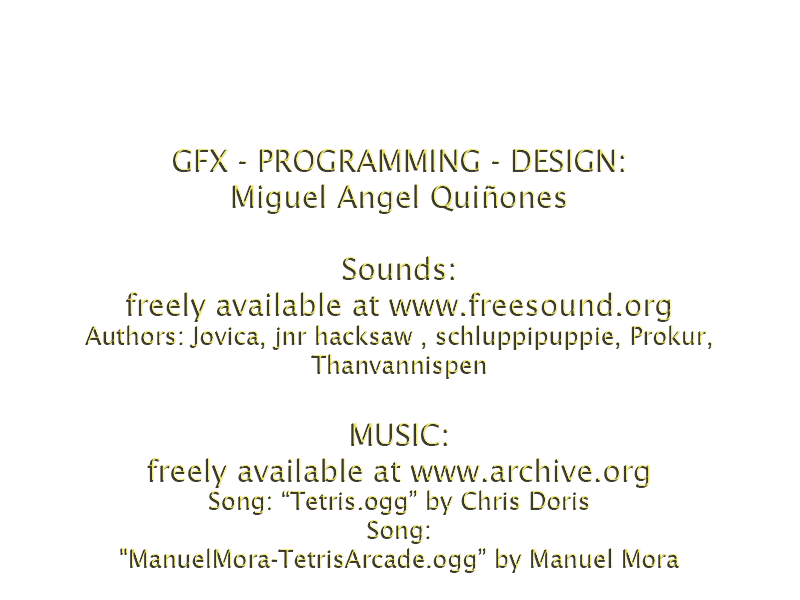 GFX - PROGRAMMING - DESIGN:
Miguel Angel Quiñones
Sounds:
freely available at www.freesound.org
Authors: Jovica, jnr hacksaw , schluppipuppie, Prokur,
Thanvannispen
MUSIC:
freely available at www.archive.org
Song: “Tetris.ogg” by Chris Doris
Song:
"ManuelMora-TetrisArcade.ogg” by Manuel Mora